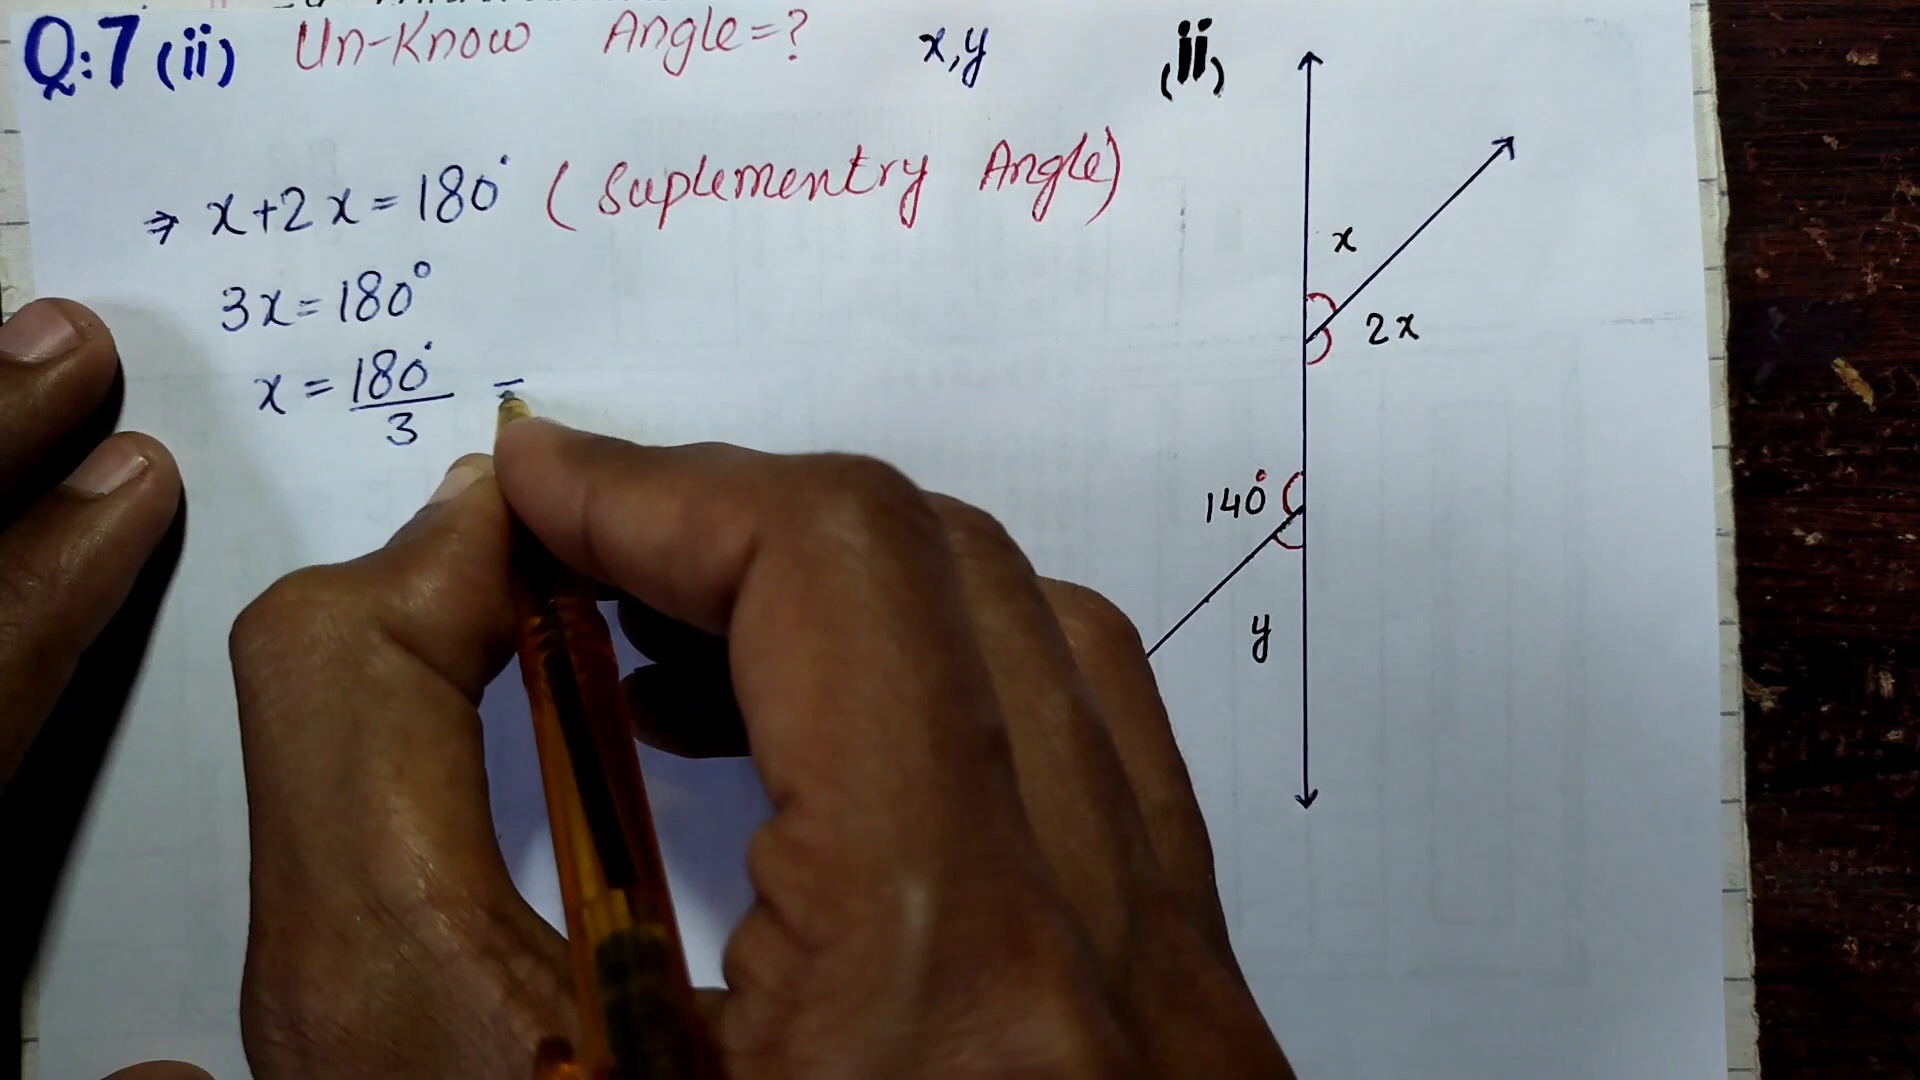 Q:7 (ii) Un-Know Angle=? x,y (ii)
⇒ x+2x=180° (Suplementry Angle)
3x=180°
x = 180°/3 =
x
2x
140°
y